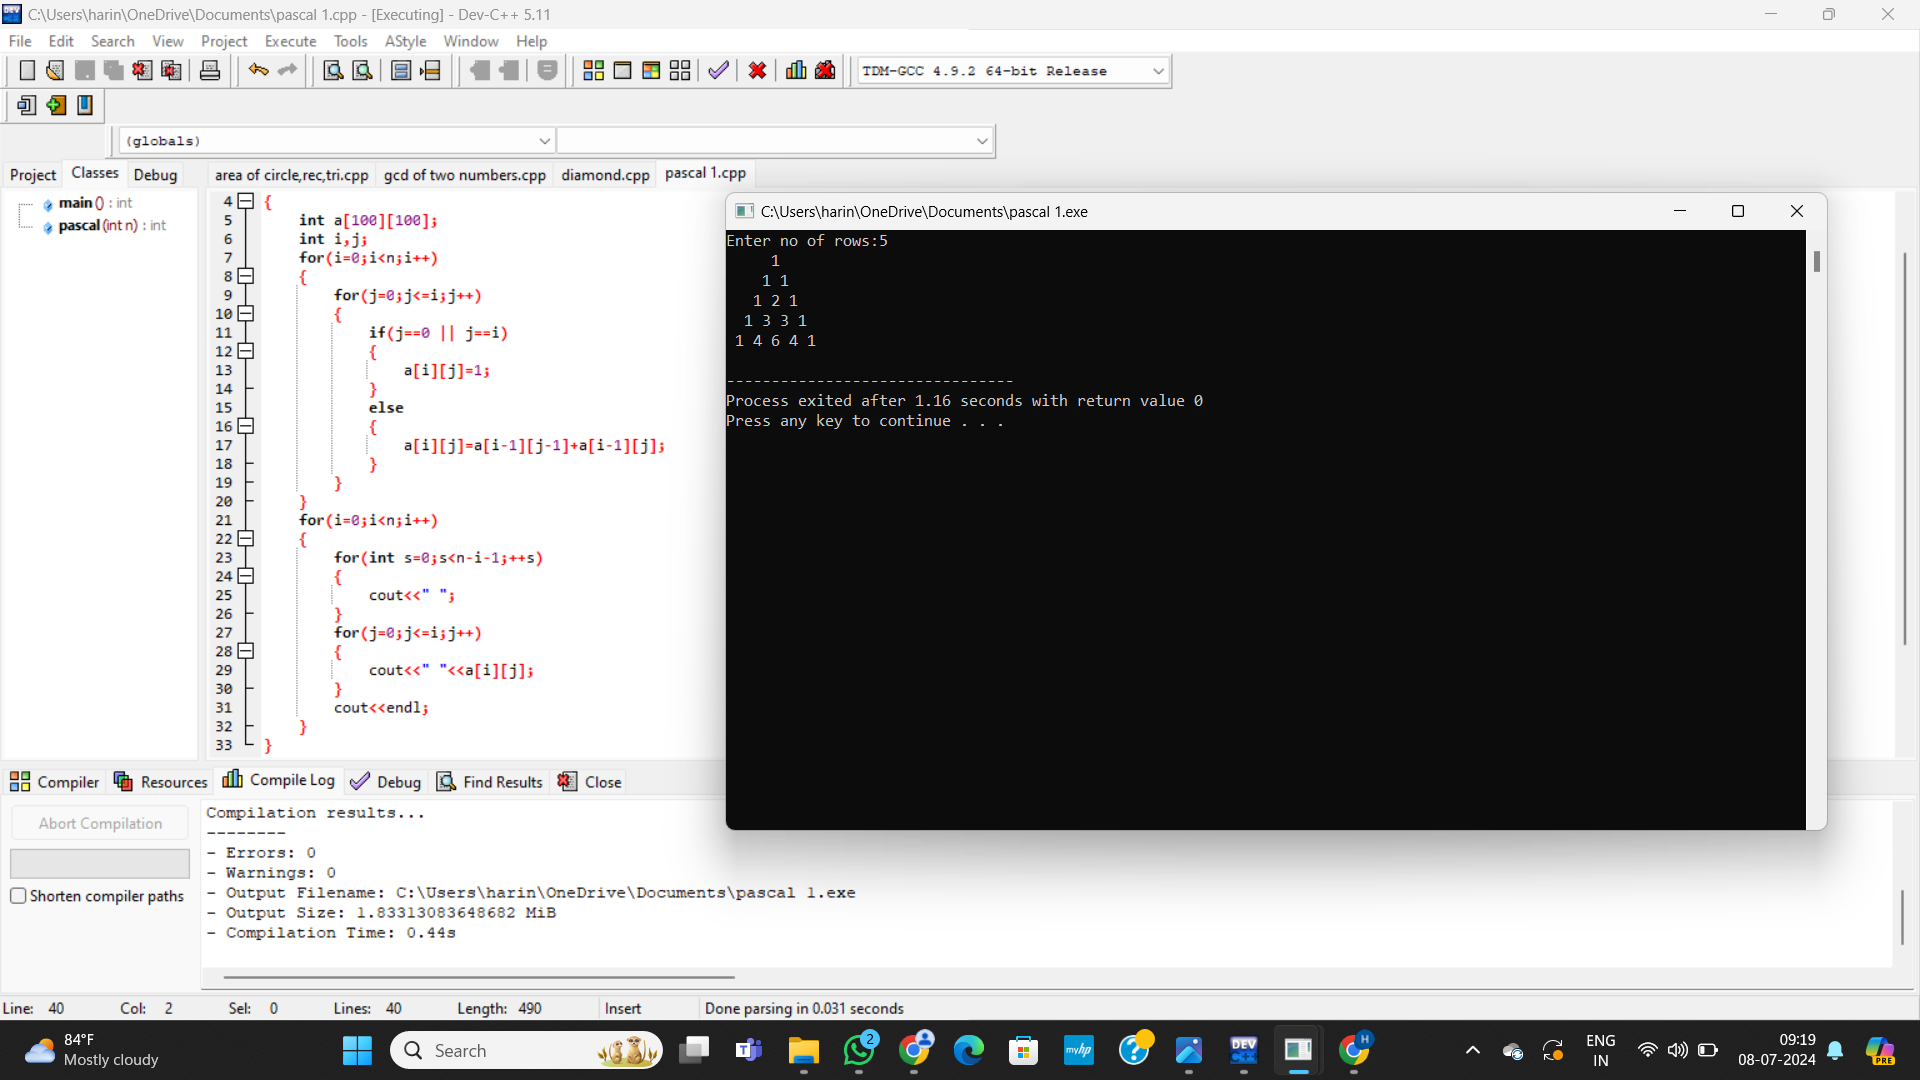 C:\Users\harin\OneDrive\Documents\pascal 1.cpp - [Executing] - Dev-C++ 5.11
File Edit Search View Project Execute Tools AStyle Window Help
TDM-GCC 4.9.2 64-bit Release
(globals)
Project Classes Debug
area of circle,rec,tri.cpp gcd of two numbers.cpp diamond.cpp pascal 1.cpp
main () : int
pascal (int n) : int
4 {
5 int a[100][100];
6 int i,j;
7 for(i=0;i<n;i++)
8 {
9 for(j=0;j<=i;j++)
10 {
11 if(j==0 || j==i)
12 {
13 a[i][j]=1;
14 }
15 else
16 {
17 a[i][j]=a[i-1][j-1]+a[i-1][j];
18 }
19 }
20 }
21 for(i=0;i<n;i++)
22 {
23 for(int s=0;s<n-i-1;++s)
24 {
25 cout<<" ";
26 }
27 for(j=0;j<=i;j++)
28 {
29 cout<<" "<<a[i][j];
30 }
31 cout<<endl;
32 }
33 }
C:\Users\harin\OneDrive\Documents\pascal 1.exe
Enter no of rows:5
1
1 1
1 2 1
1 3 3 1
1 4 6 4 1
--------------------------------
Process exited after 1.16 seconds with return value 0
Press any key to continue . . .
Compiler Resources Compile Log Debug Find Results Close
Abort Compilation
Shorten compiler paths
Compilation results...
--------
- Errors: 0
- Warnings: 0
- Output Filename: C:\Users\harin\OneDrive\Documents\pascal 1.exe
- Output Size: 1.83313083648682 MiB
- Compilation Time: 0.44s
Line: 40 Col: 2 Sel: 0 Lines: 40 Length: 490 Insert Done parsing in 0.031 seconds
84°F
Mostly cloudy
Search
2
myhp
DEV
H
ENG
IN
09:19
08-07-2024
PRE